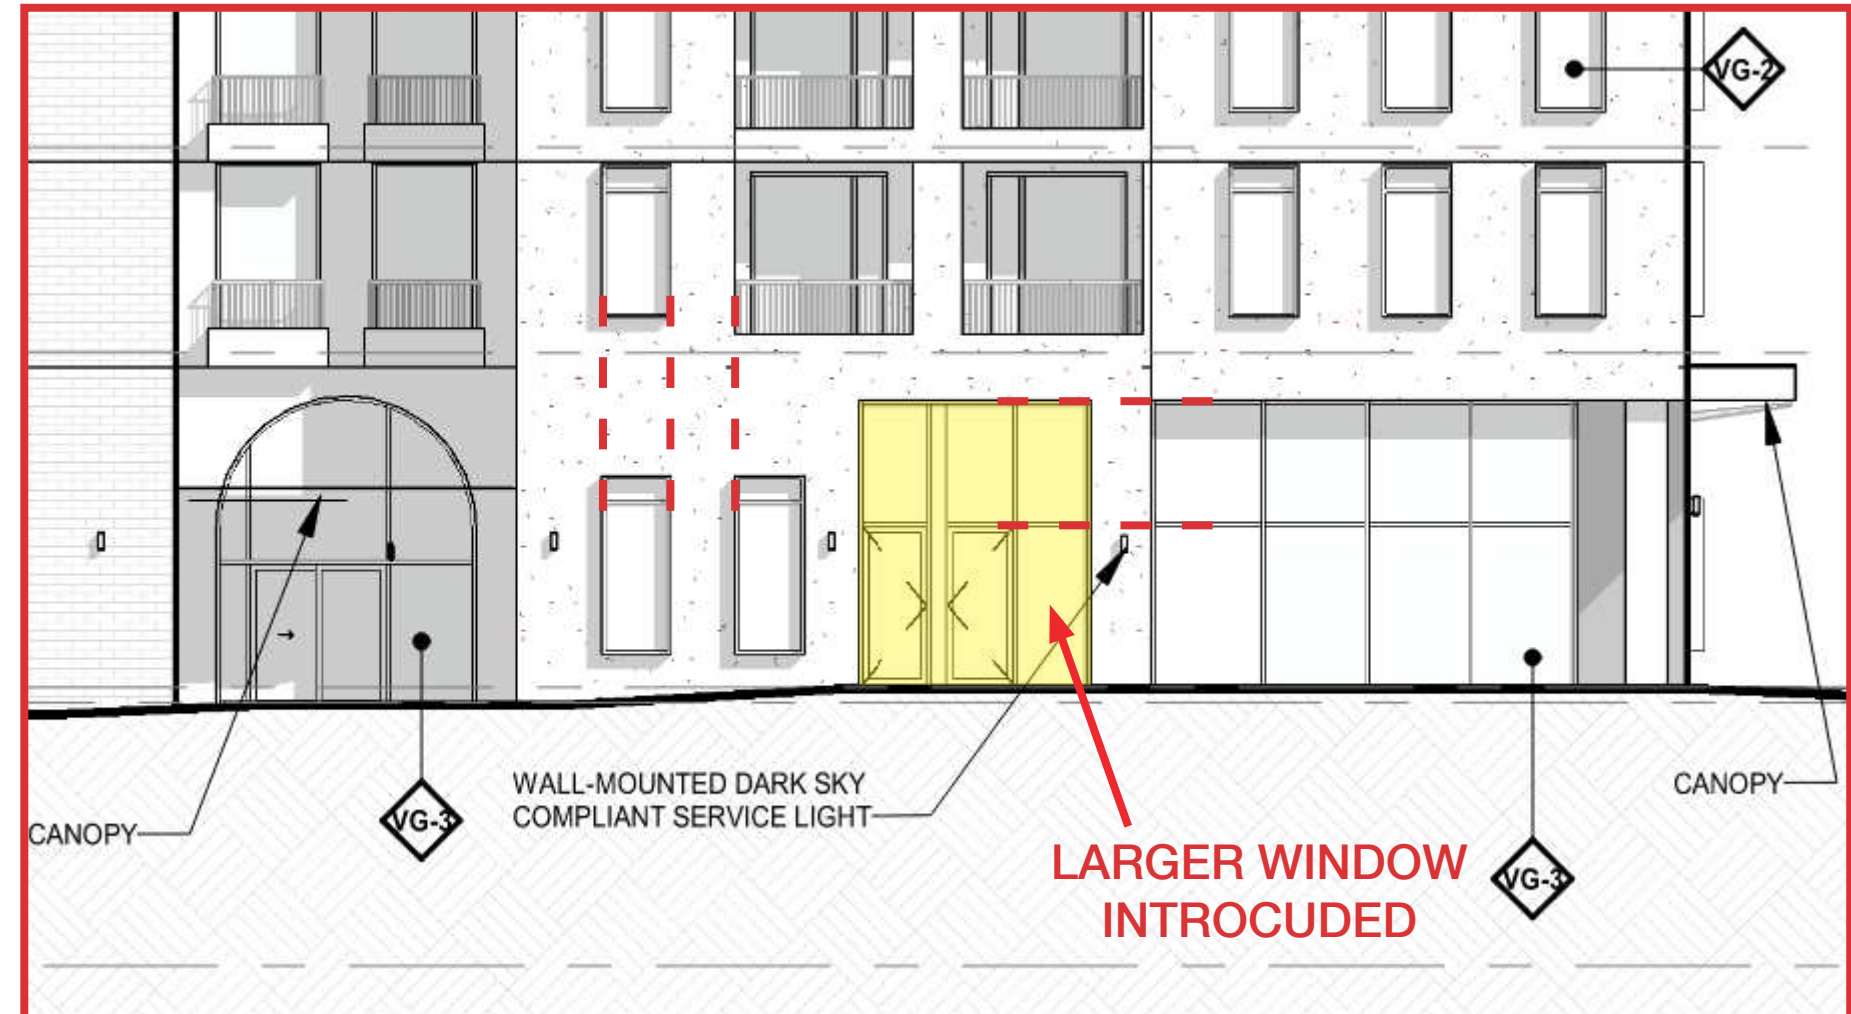 VG-2
WALL-MOUNTED DARK SKY
COMPLIANT SERVICE LIGHT
CANOPY
CANOPY
VG-3
LARGER WINDOW
INTROCUDED
VG-3